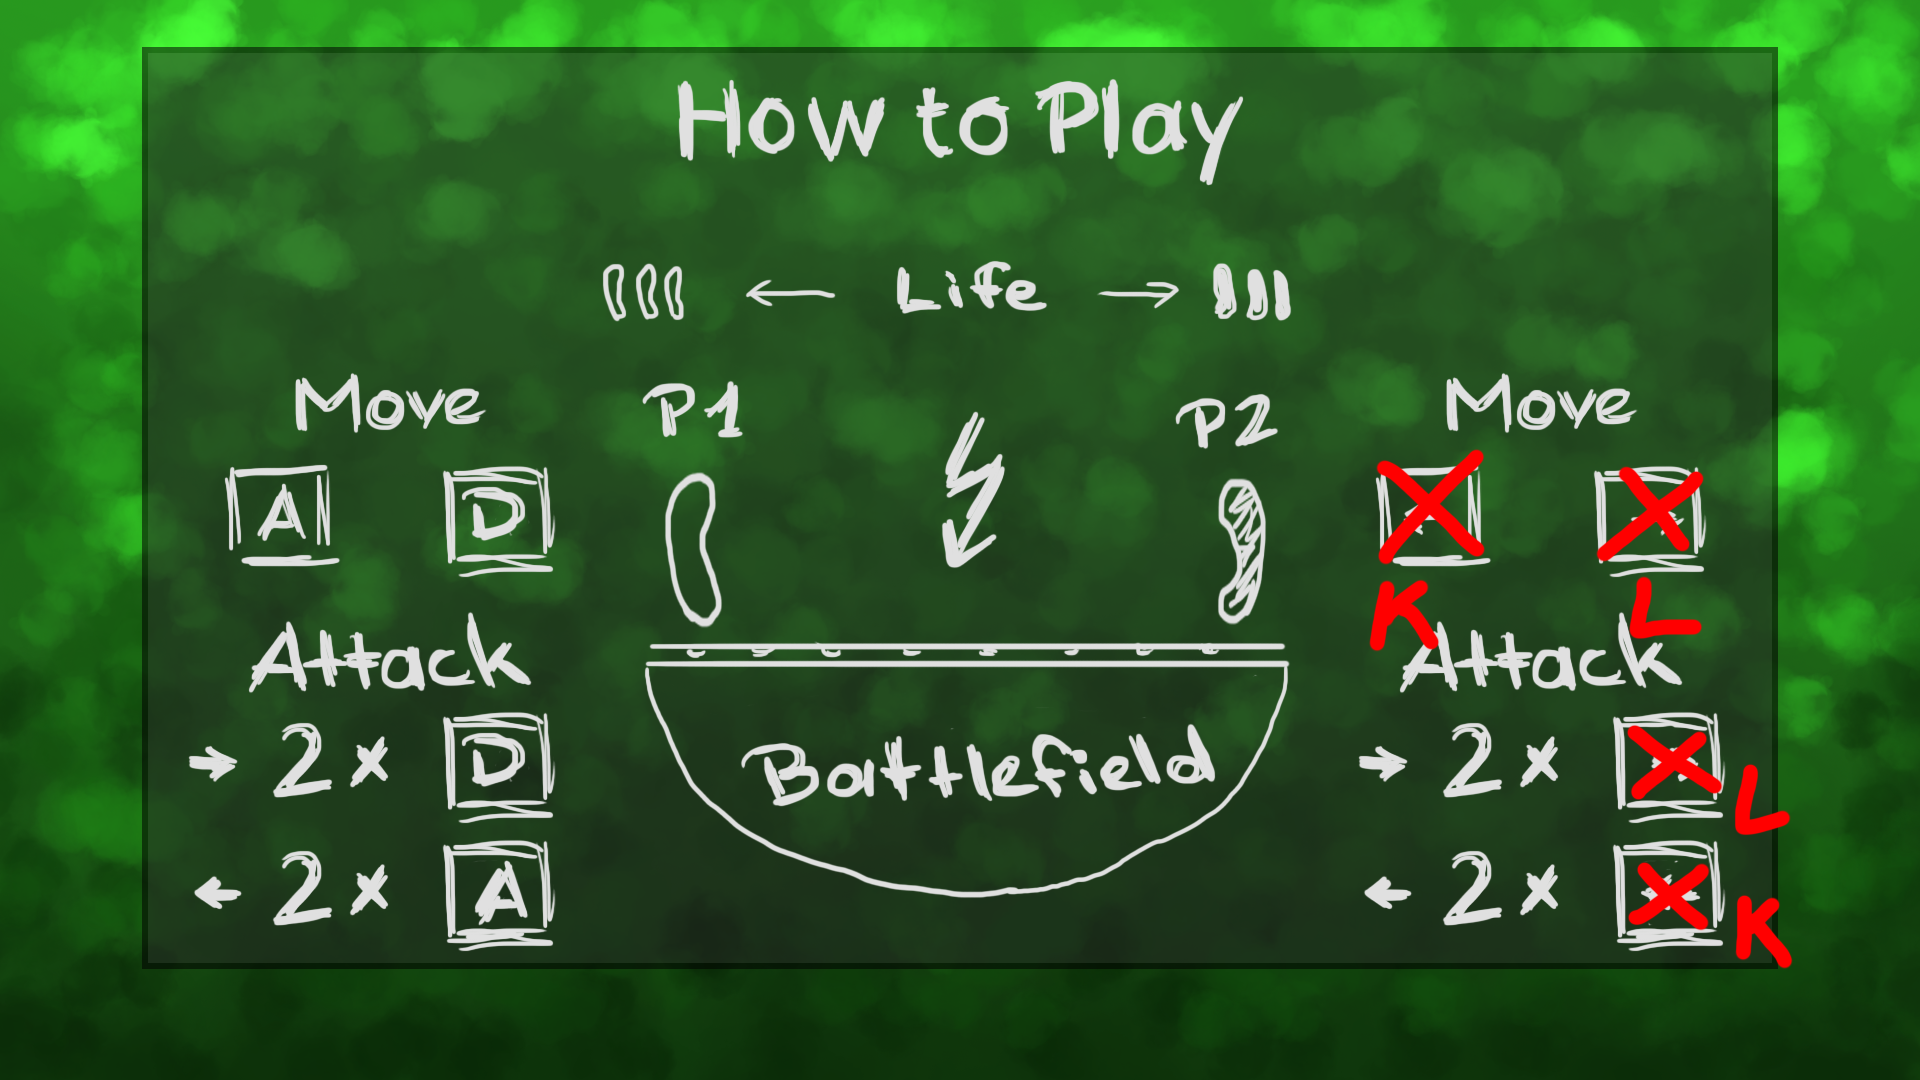 How to Play
Life
Move
P1
P2
Move
A D
K L
Attack
Attack
2x D
2x A
Battlefield
2x L
2x K